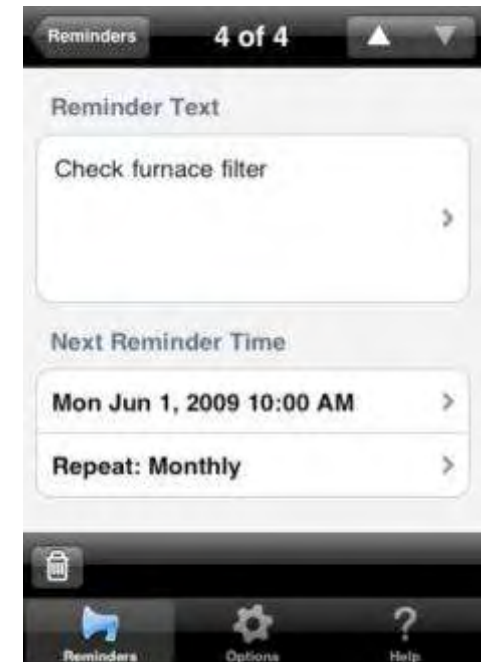 Reminders
4 of 4
Reminder Text
Check furnace filter
Next Reminder Time
Mon Jun 1, 2009 10:00 AM
Repeat: Monthly
Reminders Options Help